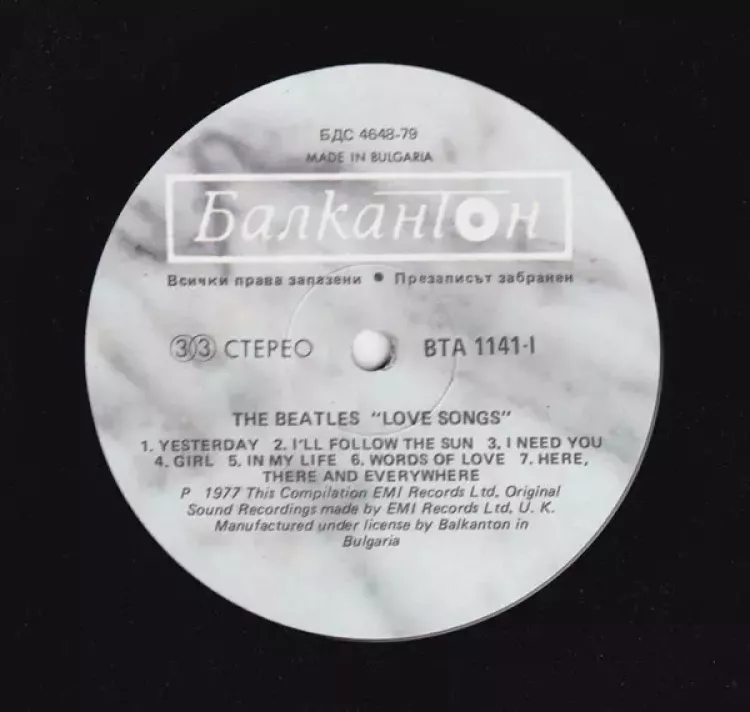 БДС 4648-79
MADE IN BULGARIA
Балкантон
Всички права запазени • Презаписът забранен
33 СТЕРЕО ВТА 1141-I
THE BEATLES "LOVE SONGS"
1. YESTERDAY 2. I'LL FOLLOW THE SUN 3. I NEED YOU
4. GIRL 5. IN MY LIFE 6. WORDS OF LOVE 7. HERE,
THERE AND EVERYWHERE
P 1977 This Compilation EMI Records Ltd. Original
Sound Recordings made by EMI Records Ltd. U. K.
Manufactured under license by Balkanton in
Bulgaria